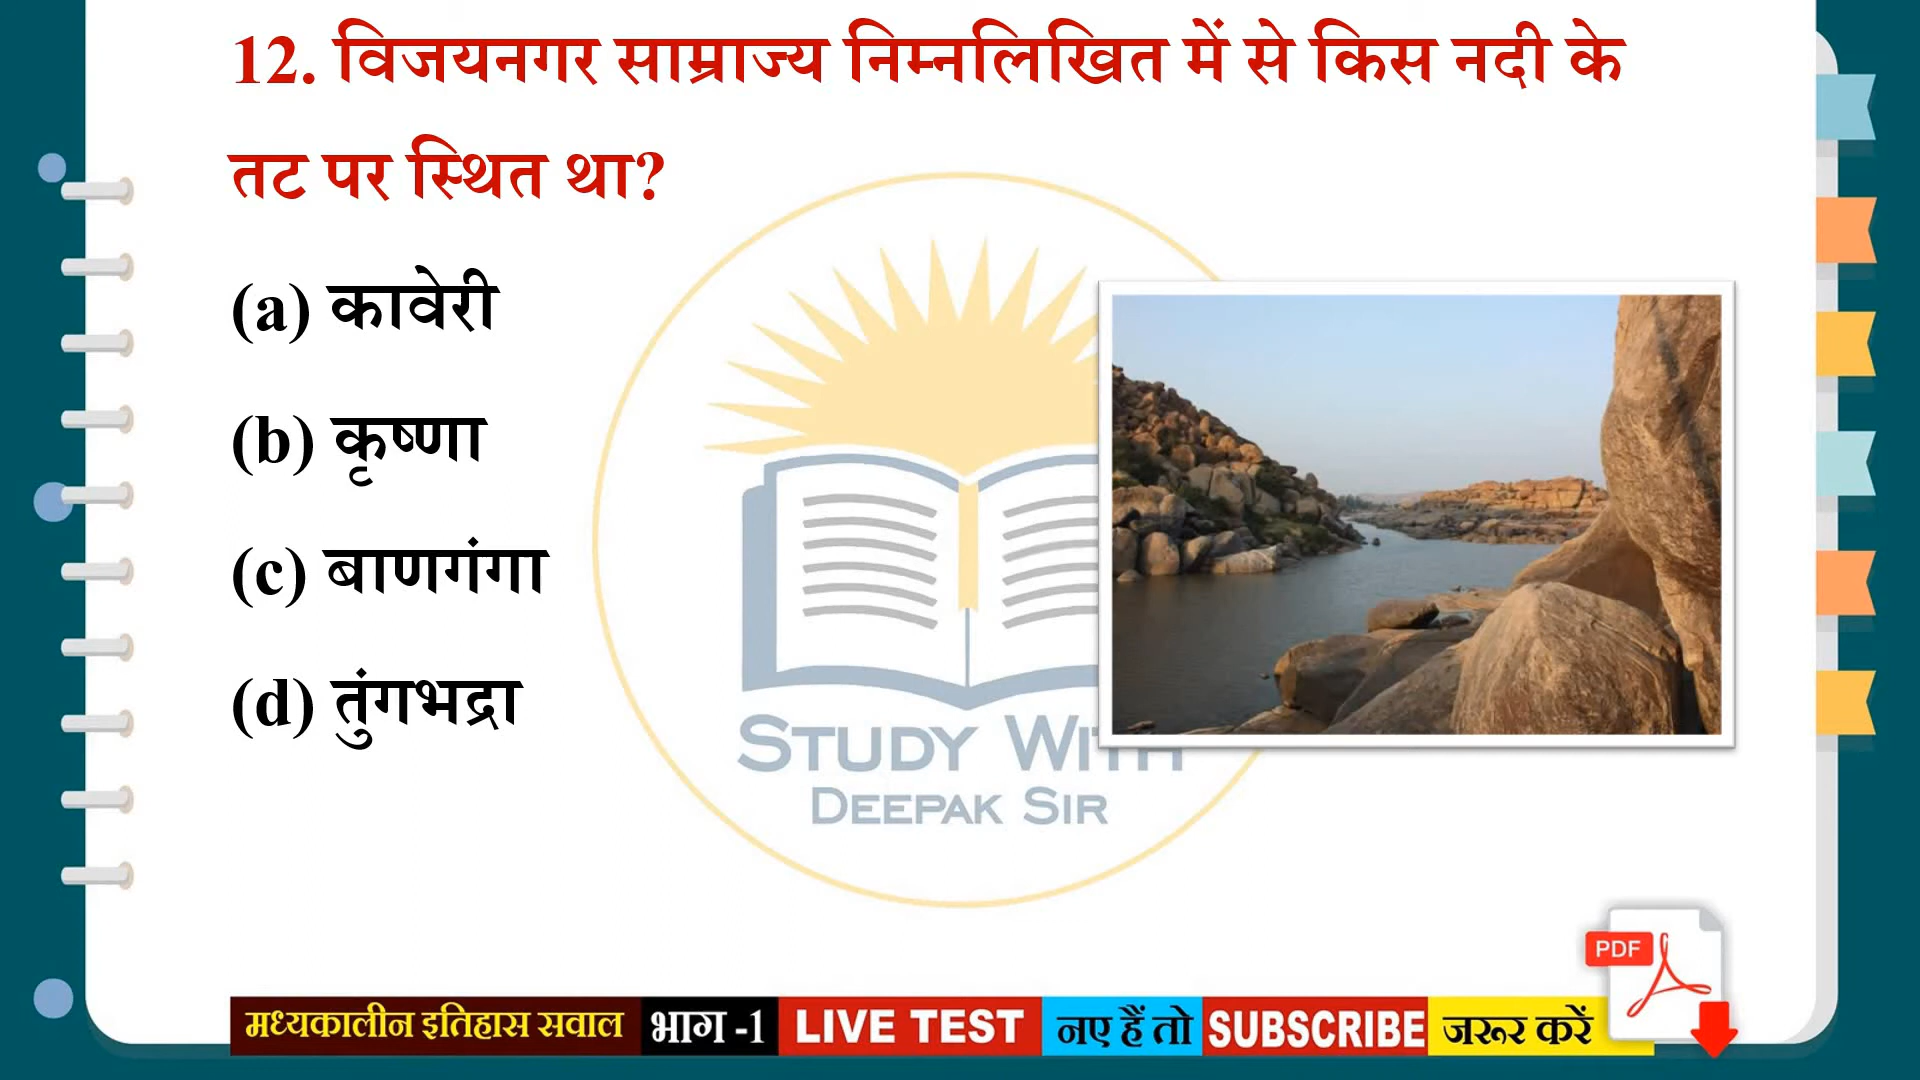 12. विजयनगर साम्राज्य निम्नलिखित में से किस नदी के
तट पर स्थित था?
(a) कावेरी
(b) कृष्णा
(c) बाणगंगा
(d) तुंगभद्रा
STUDY WITH
DEEPAK SIR
PDF
मध्यकालीन इतिहास सवाल भाग -1 LIVE TEST नए हैं तो SUBSCRIBE जरूर करें